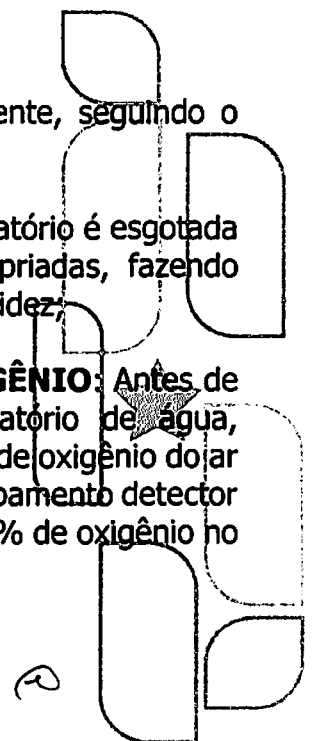 ente, seguindo o
atório é esgotada
priadas, fazendo
idez;
GÊNIO: Antes de
atório de água,
de oxigênio do ar
pamento detector
% de oxigênio no